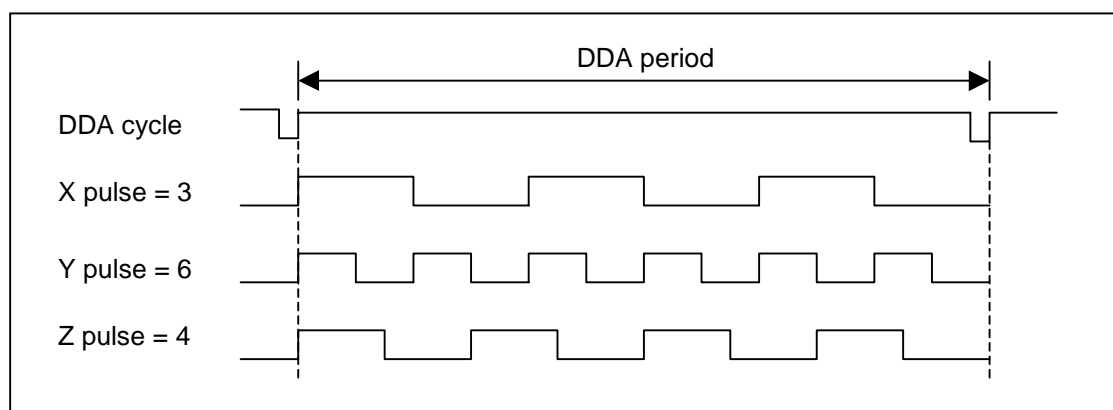 DDA period
DDA cycle
X pulse = 3
Y pulse = 6
Z pulse = 4